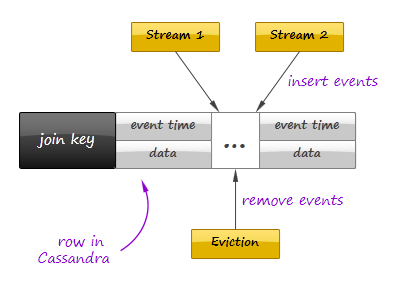 Stream 1
Stream 2
insert events
join key
event time
data
...
event time
data
remove events
row in
Cassandra
Eviction